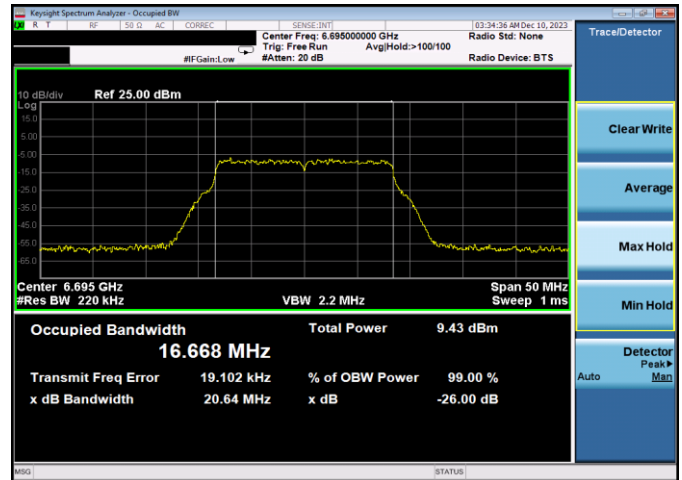 Keysight Spectrum Analyzer - Occupied BW
LXI R T RF 50 Ω AC CORREC SENSE:INT 03:34:36 AM Dec 10, 2023
Center Freq: 6.695000000 GHz Radio Std: None
Trig: Free Run Avg|Hold:>100/100
#IFGain:Low #Atten: 20 dB Radio Device: BTS
Trace/Detector
10 dB/div Ref 25.00 dBm
Log
15.0
5.00
-5.00
-15.0
-25.0
-35.0
-45.0
-55.0
-65.0
Center 6.695 GHz Span 50 MHz
#Res BW 220 kHz VBW 2.2 MHz Sweep 1 ms
Occupied Bandwidth Total Power 9.43 dBm
16.668 MHz
Transmit Freq Error 19.102 kHz % of OBW Power 99.00 %
x dB Bandwidth 20.64 MHz x dB -26.00 dB
Clear Write
Average
Max Hold
Min Hold
Detector
Peak▶
Auto Man
MSG STATUS